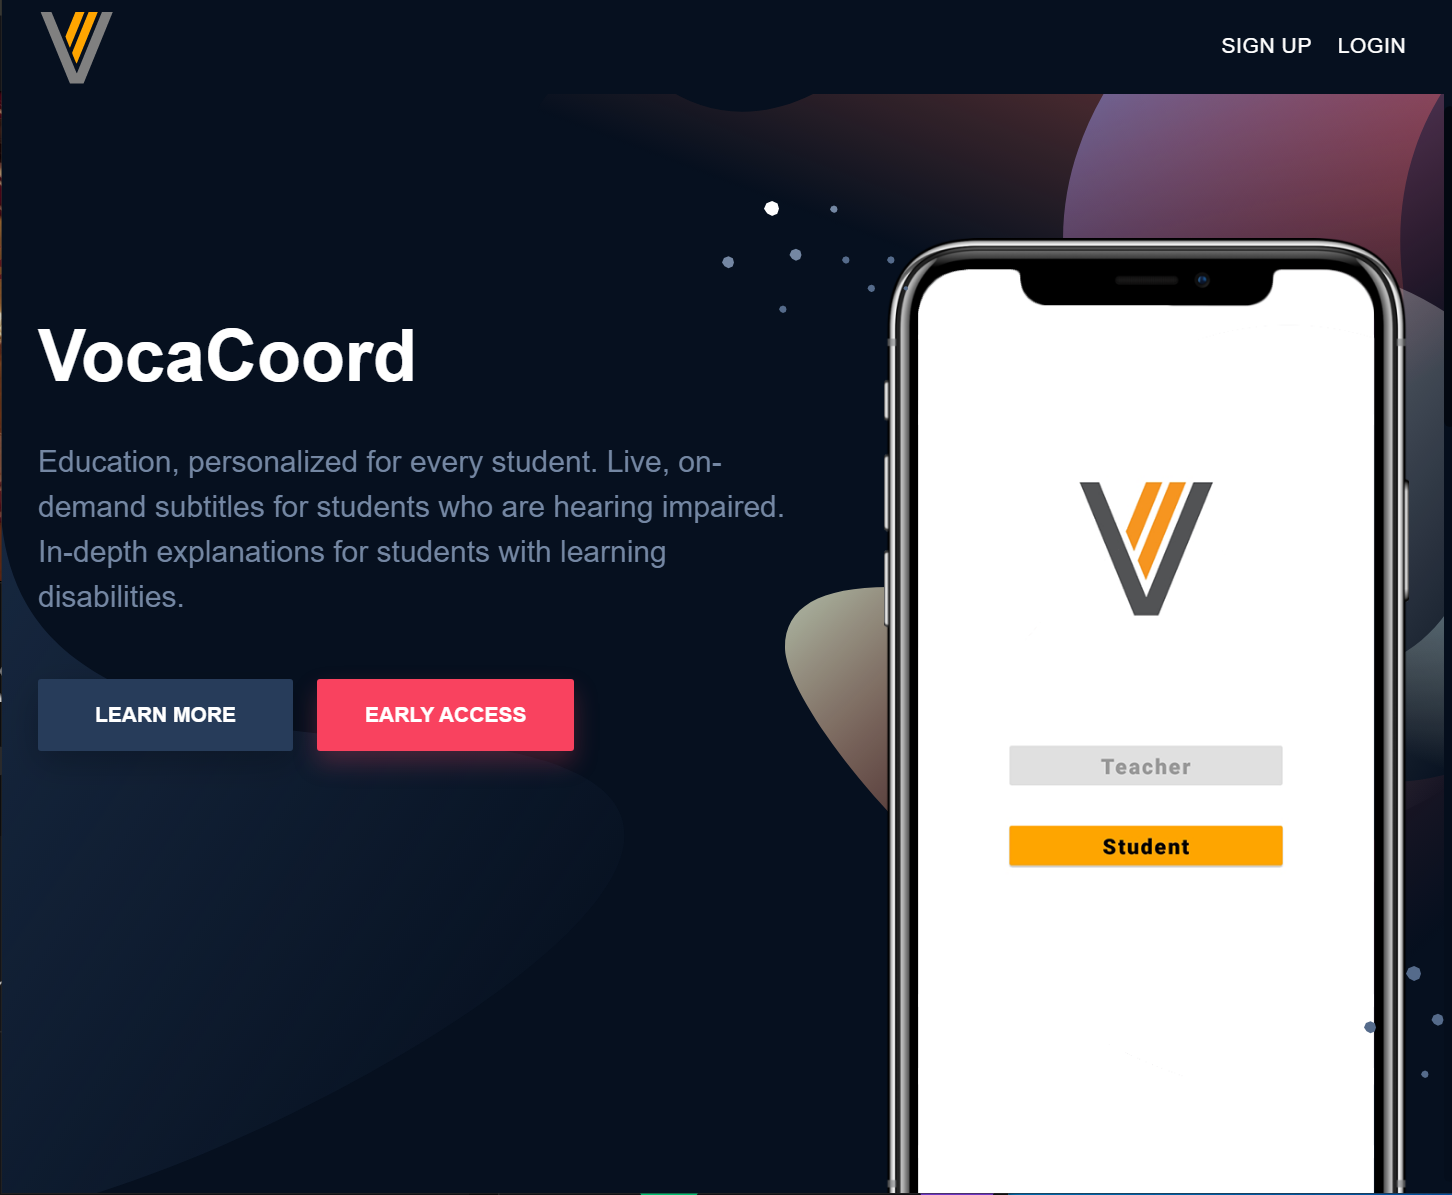 SIGN UP LOGIN
VocaCoord
Education, personalized for every student. Live, on-
demand subtitles for students who are hearing impaired.
In-depth explanations for students with learning
disabilities.
LEARN MORE EARLY ACCESS
Teacher
Student